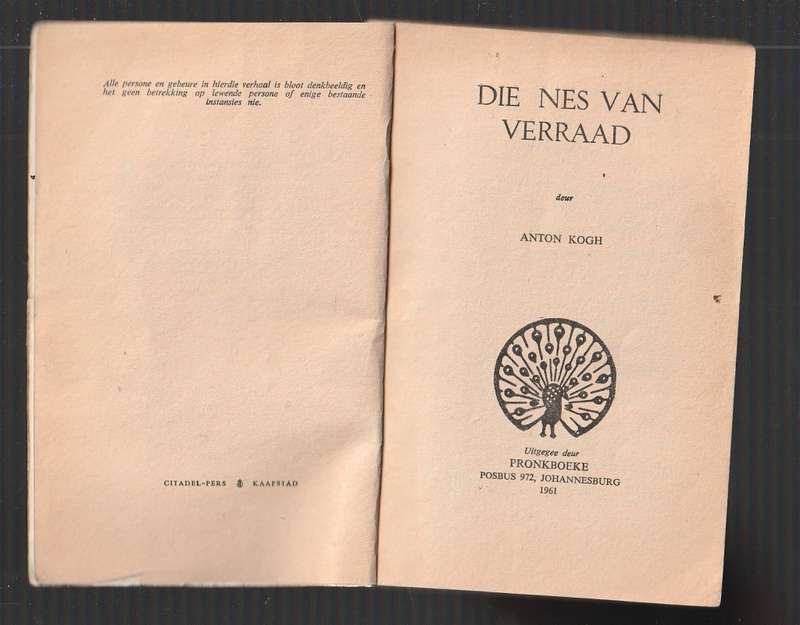 Alle persone en gebeure in hierdie verhaal is bloot denkbeeldig en
het geen betrekking op lewende persone of enige bestaande
instansies nie.
CITADEL-PERS KAAPSTAD
DIE NES VAN
VERRAAD
deur
ANTON KOGH
Uitgegee deur
PRONKBOEKE
POSBUS 972, JOHANNESBURG
1961